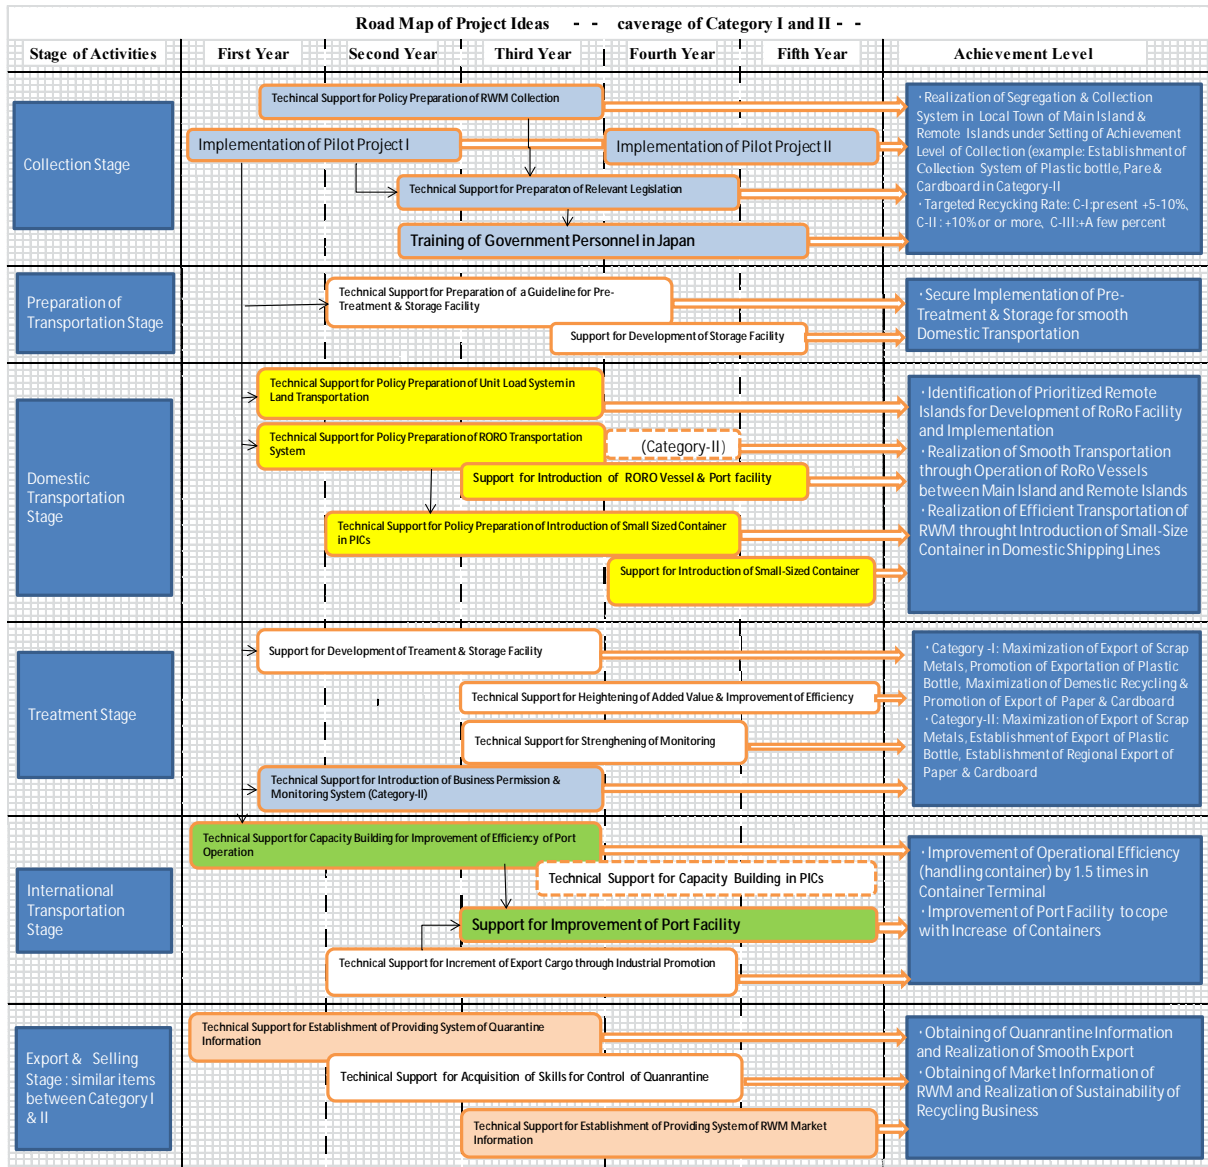 Road Map of Project Ideas - - caverage of Category I and II - -
Stage of Activities
First Year
Second Year
Third Year
Fourth Year
Fifth Year
Achievement Level
Collection Stage
Techincal Support for Policy Preparation of RWM Collection
Implementation of Pilot Project I
Implementation of Pilot Project II
Techinical Support for Preparaton of Relevant Legislation
Training of Government Personnel in Japan
・Realization of Segregation & Collection
System in Local Town of Main Island &
Remote Islands under Setting of Achievement
Level of Collection (example: Establishment of
Collection System of Plastic bottle, Pare &
Cardboard in Category-II
・Targeted Recycking Rate: C-I:present +5-10%、
C-II : +10% or or more, C-III:+A few percent
Preparation of
Transportation Stage
Techinical Support for Preparation of a Guideline for Pre-
Treatment & Storage Facility
Support for Development of Storage Facility
・Secure Implementation of Pre-
Treatment & Storage for smooth
Domestic Transportation
Domestic
Transportation
Stage
Technical Support for Policy Preparation of Unit Load System in
Land Transportation
Technical Support for Policy Preparation of RORO Transportation
System
(Category-II)
Support for Introduction of RORO Vessel & Port facility
Technical Support for Policy Preparation of Introduction of Small Sized Container
in PICs
Support for Introduction of Small-Sized Container
・Identification of Prioritized Remote
Islands for Development of RoRo Facility
and Implementation
・Realization of Smooth Transportation
through Operation of RoRo Vessels
between Main Island and Remote Islands
・Realization of Efficient Transportation of
RWM throught Introduction of Small-Size
Container in Domestic Shipping Lines
Treatment Stage
Support for Development of Treament & Storage Facility
Technical Support for Heightening of Added Value & Improvement of Efficiency
Technical Support for Strenghening of Monitoring
Technical Support for Introduction of Business Permission &
Monitoring System (Category-II)
・Category -I: Maximization of Export of Scrap
Metals, Promotion of Exportation of Plastic
Bottle, Maximization of Demestic Recycling &
Promotion of Export of Paper & Cardboard
・Category-II: Maximization of Export of Scrap
Metals, Establishment of Export of Plastic
Bottle, Establishment of Regional Export of
Paper & Cardboard
International
Transportation
Stage
Technical Support for Capacity Building for Improvement of Efficiency of Port
Operation
Technical Support for Capacity Building in PICs
Support for Improvement of Port Facility
Technical Support for Increment of Export Cargo through Industrial Promotion
・Improvement of Operational Efficiency
(handling container) by 1.5 times in
Container Terminal
・Improvement of Port Facility to cope
with Increase of Containers
Export & Selling
Stage : similar items
between Category I
& II
Technical Support for Establishment of Providing System of Quarantine
Information
Techinical Support for Acquisition of Skills for Control of Quanrantine
Technical Support for Establishment of Providing System of RWM Market
Information
・Obtaining of Quanrantine Information
and Realization of Smooth Export
・Obtaining of Market Information of
RWM and Realization of Sustainability of
Recycling Business